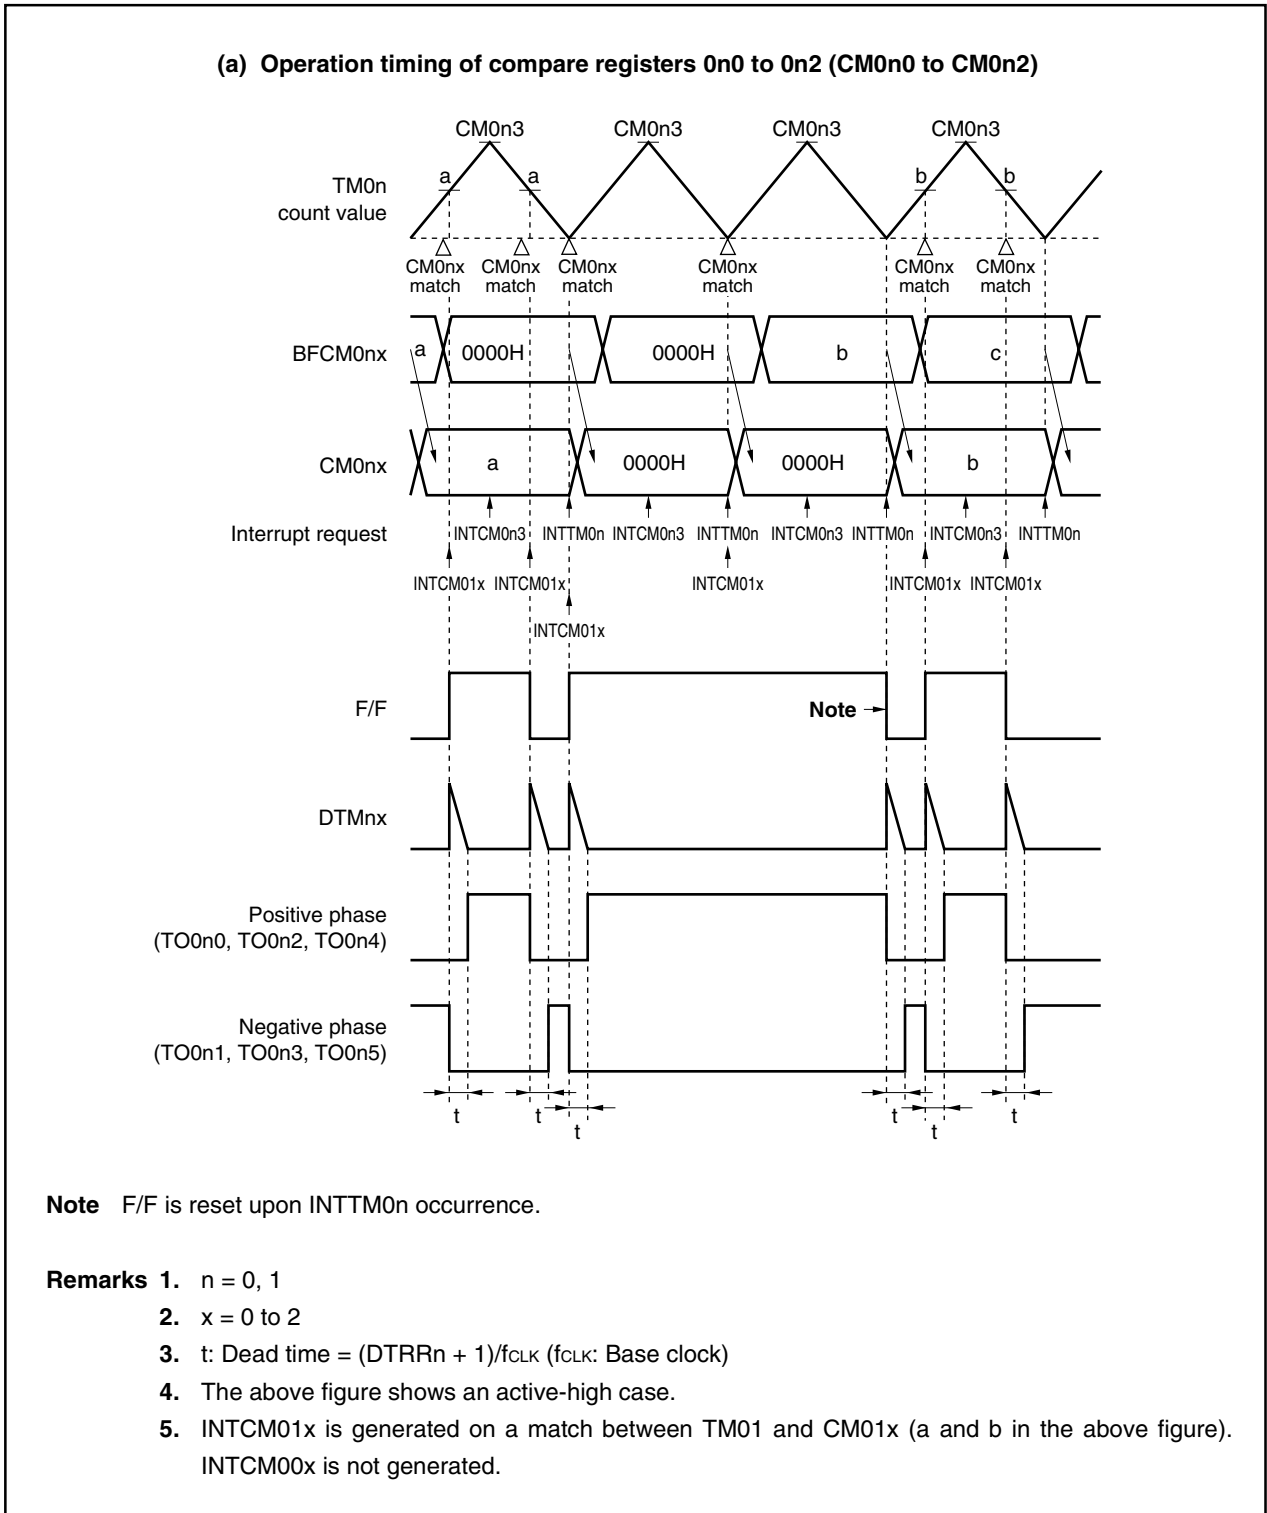 (a) Operation timing of compare registers 0n0 to 0n2 (CM0n0 to CM0n2)
CM0n3 CM0n3 CM0n3 CM0n3
a a b b
TM0n
count value
CM0nx CM0nx CM0nx CM0nx CM0nx CM0nx
match match match match match match
BFCM0nx a 0000H 0000H b c
CM0nx a 0000H 0000H b
Interrupt request INTCM0n3 INTTM0n INTCM0n3 INTTM0n INTCM0n3 INTTM0n INTCM0n3 INTTM0n
INTCM01x INTCM01x INTCM01x INTCM01x INTCM01x
INTCM01x
F/F Note
DTMnx
Positive phase
(TO0n0, TO0n2, TO0n4)
Negative phase
(TO0n1, TO0n3, TO0n5)
t t t t t t
Note F/F is reset upon INTTM0n occurrence.
Remarks 1. n = 0, 1
2. x = 0 to 2
3. t: Dead time = (DTRRn + 1)/fCLK (fCLK: Base clock)
4. The above figure shows an active-high case.
5. INTCM01x is generated on a match between TM01 and CM01x (a and b in the above figure).
INTCM00x is not generated.